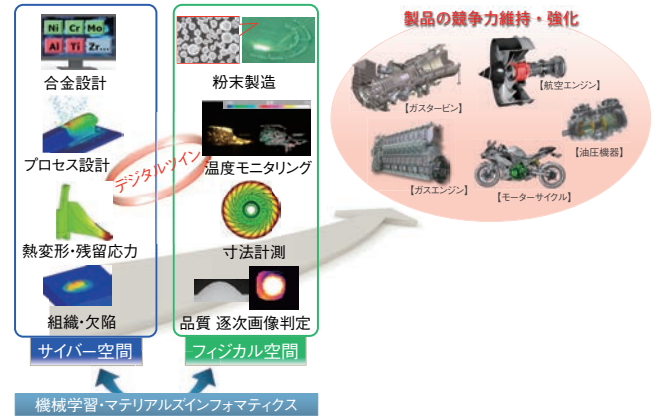 製品の競争力維持・強化
Ni Cr Mo
Al Ti Zr...
合金設計
プロセス設計
熱変形・残留応力
組織・欠陥
サイバー空間
デジタルツイン
粉末製造
温度モニタリング
寸法計測
品質 逐次画像判定
フィジカル空間
機械学習・マテリアルズインフォマティクス
【ガスタービン】
【航空エンジン】
【油圧機器】
【ガスエンジン】
【モーターサイクル】